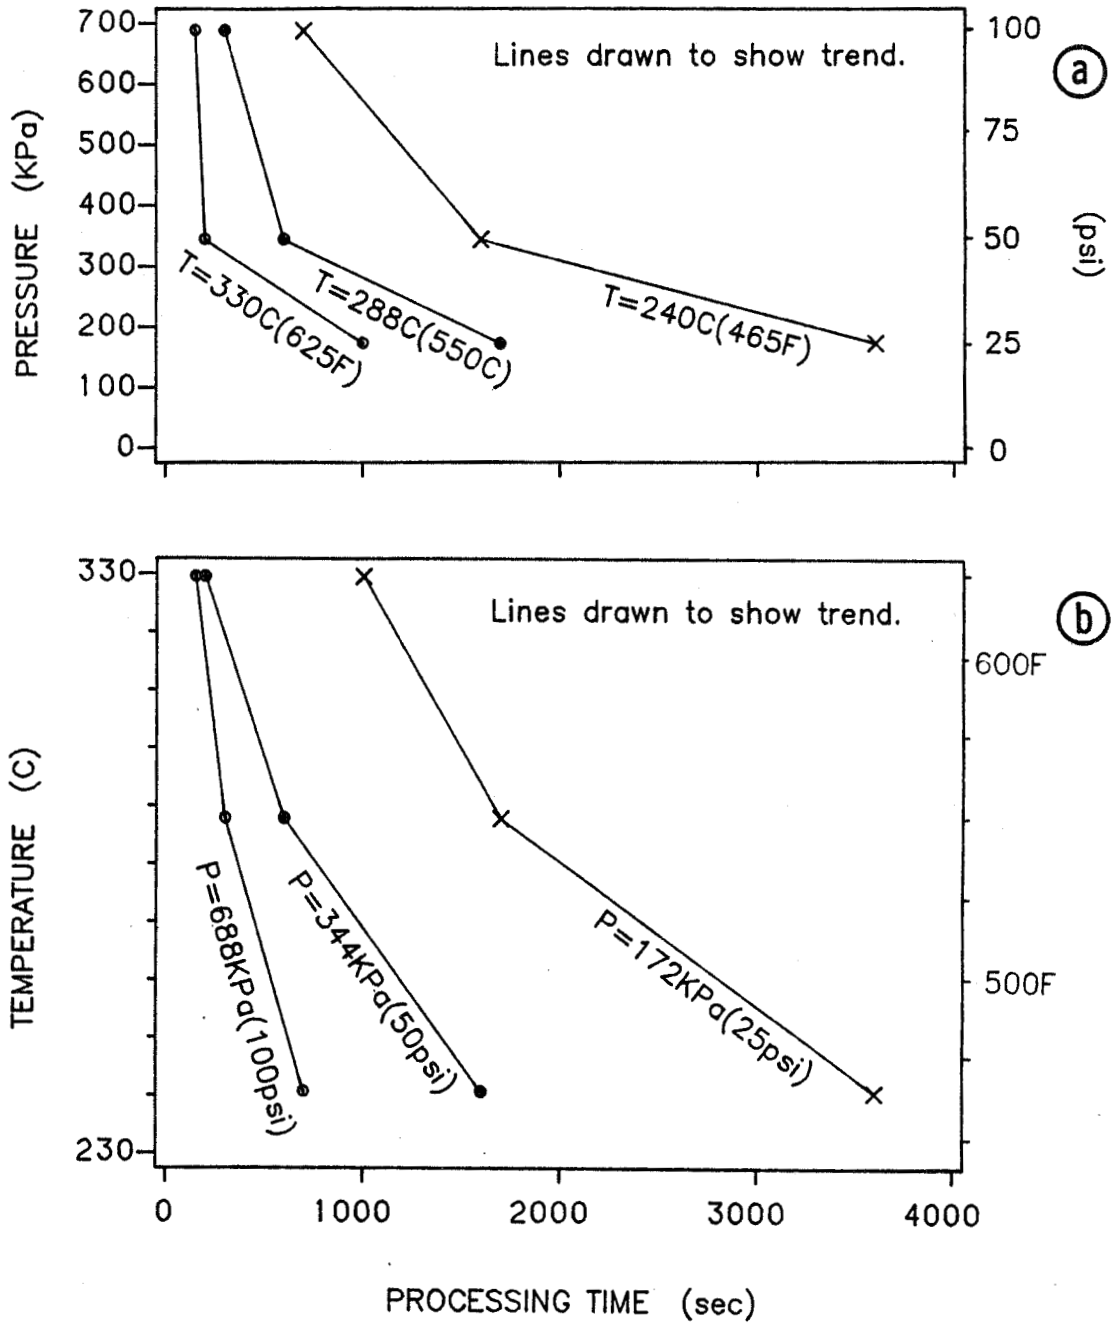 700
600
500
400
300
200
100
0
PRESSURE (KPa)
Lines drawn to show trend.
T=330C(625F)
T=288C(550C)
T=240C(465F)
100
75
50
25
0
(psi)
a
330
230
TEMPERATURE (C)
Lines drawn to show trend.
P=688KPa(100psi)
P=344KPa(50psi)
P=172KPa(25psi)
600F
500F
b
0 1000 2000 3000 4000
PROCESSING TIME (sec)